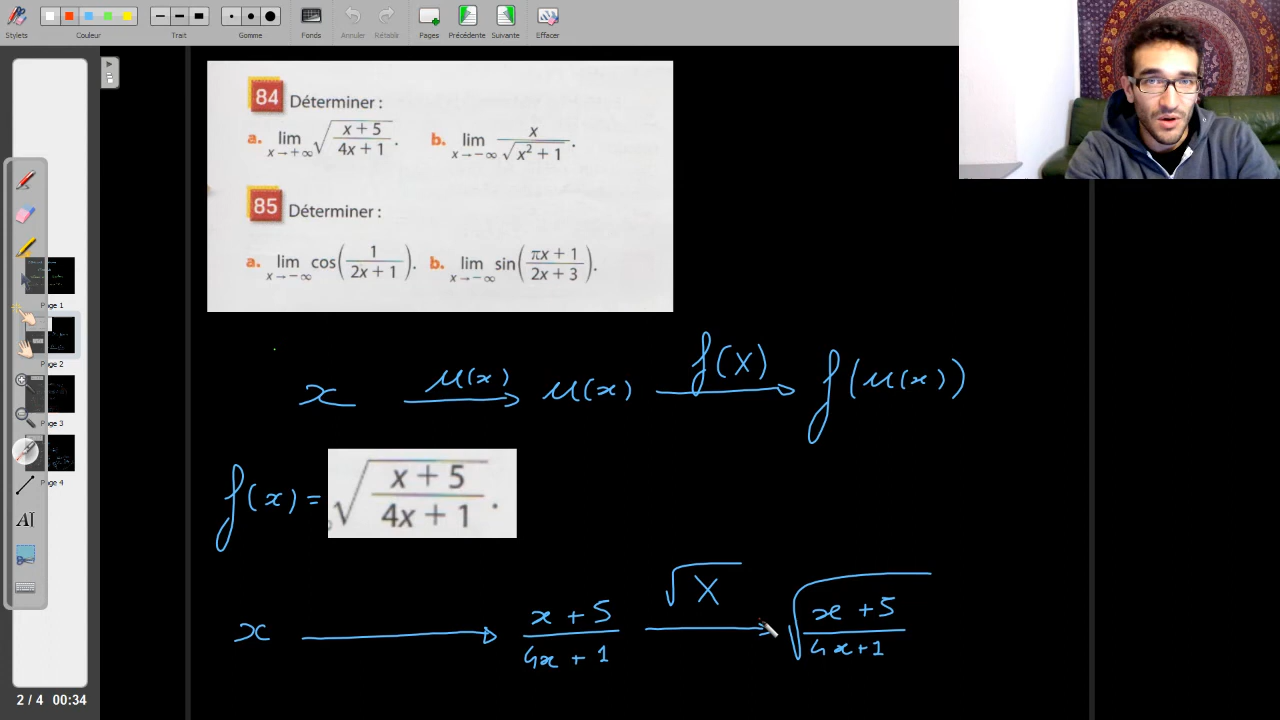 Stylets Couleur Trait Gomme Fonds Annuler Rétablir Pages Précédente Suivante Effacer
84 Déterminer :
a. lim x→+∞ √((x + 5)/(4x + 1)). b. lim x→−∞ x/√(x² + 1).
85 Déterminer :
a. lim x→−∞ cos(1/(2x + 1)). b. lim x→−∞ sin((πx + 1)/(2x + 3)).
Page 1
Page 2
Page 3
Page 4
AI
x u(x) → u(x) f(X) → f(u(x))
f(x) = √((x + 5)/(4x + 1)).
x → (x + 5)/(4x + 1) √X → √((x + 5)/(4x + 1))
2 / 4 00:34